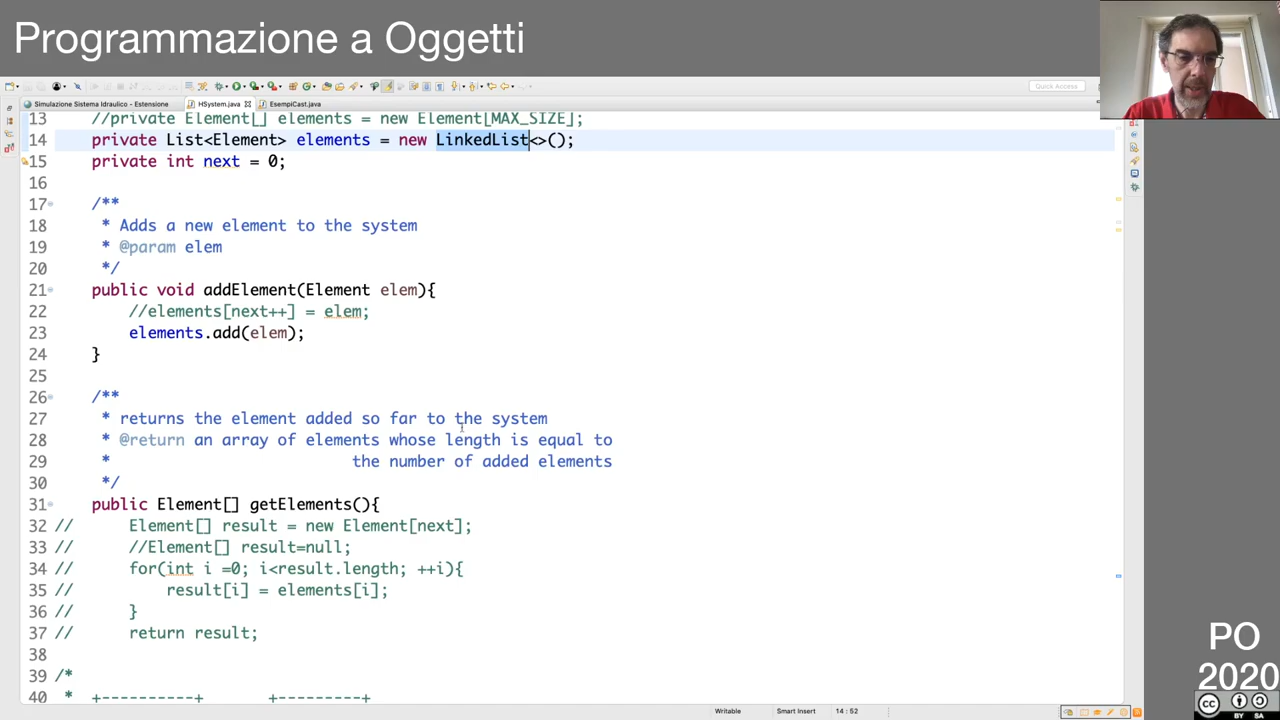 Programmazione a Oggetti
Quick Access
Simulazione Sistema Idraulico - Estensione
HSystem.java
EsempiCast.java
13 //private Element[] elements = new Element[MAX_SIZE];
14 private List<Element> elements = new LinkedList<>();
15 private int next = 0;
16
17 /**
18 * Adds a new element to the system
19 * @param elem
20 */
21 public void addElement(Element elem){
22 //elements[next++] = elem;
23 elements.add(elem);
24 }
25
26 /**
27 * returns the element added so far to the system
28 * @return an array of elements whose length is equal to
29 * the number of added elements
30 */
31 public Element[] getElements(){
32 // Element[] result = new Element[next];
33 // //Element[] result=null;
34 // for(int i =0; i<result.length; ++i){
35 // result[i] = elements[i];
36 // }
37 // return result;
38
39 /*
40 * +----------+ +---------+
Writable
Smart Insert
14 : 52
PO
2020
CC
BY SA